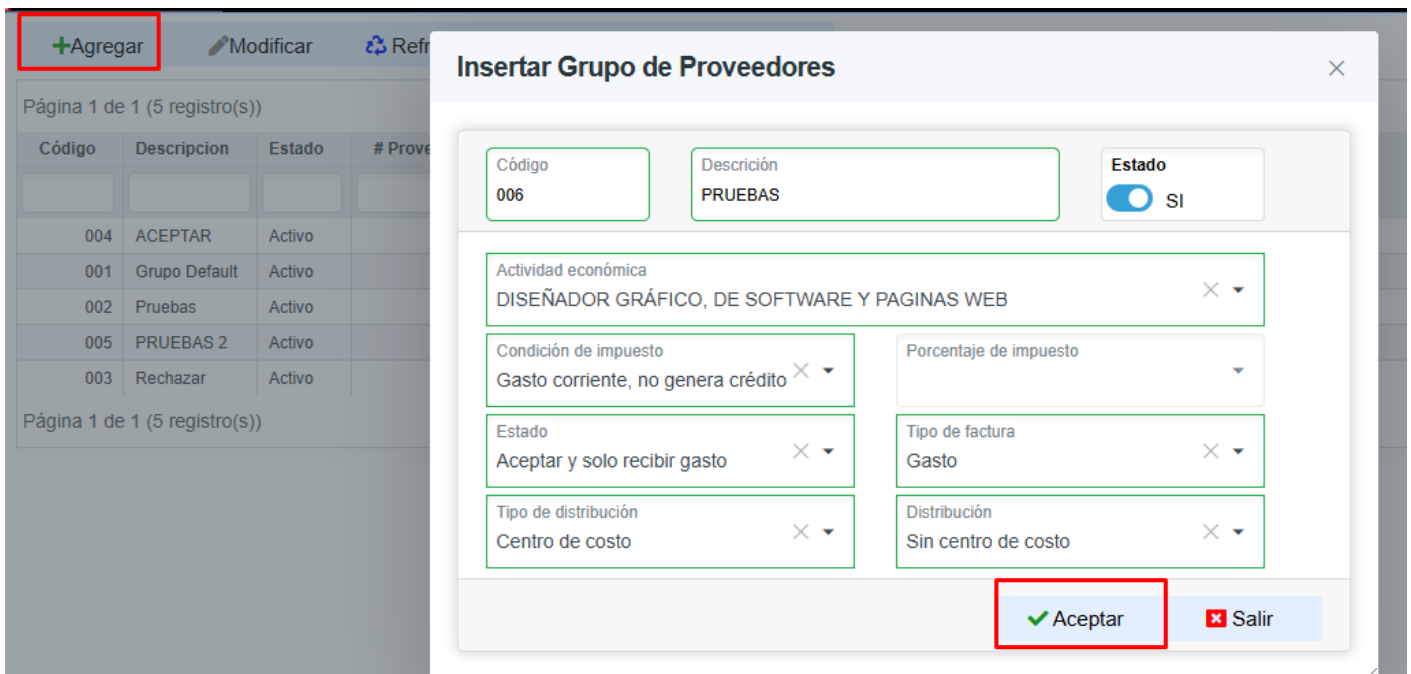 Agregar Modificar Refr
Página 1 de 1 (5 registro(s))
Código Descripcion Estado # Prove
004 ACEPTAR Activo
001 Grupo Default Activo
002 Pruebas Activo
005 PRUEBAS 2 Activo
003 Rechazar Activo
Página 1 de 1 (5 registro(s))
Insertar Grupo de Proveedores
Código Descrición Estado
006 PRUEBAS SI
Actividad económica
DISEÑADOR GRÁFICO, DE SOFTWARE Y PAGINAS WEB
Condición de impuesto Porcentaje de impuesto
Gasto corriente, no genera crédito
Estado Tipo de factura
Aceptar y solo recibir gasto Gasto
Tipo de distribución Distribución
Centro de costo Sin centro de costo
Aceptar Salir